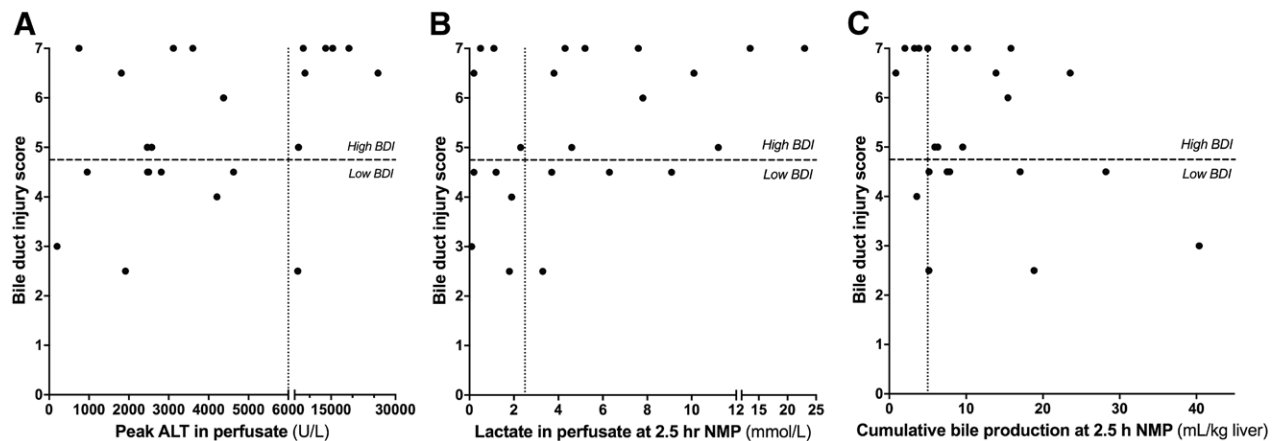 A
Bile duct injury score
7
6
5
4
3
2
1
0
High BDI
Low BDI
0 1000 2000 3000 4000 5000 6000 15000 30000
Peak ALT in perfusate (U/L)
B
Bile duct injury score
7
6
5
4
3
2
1
0
High BDI
Low BDI
0 2 4 6 8 10 12 15 20 25
Lactate in perfusate at 2.5 hr NMP (mmol/L)
C
Bile duct injury score
7
6
5
4
3
2
1
0
High BDI
Low BDI
0 10 20 30 40
Cumulative bile production at 2.5 h NMP (mL/kg liver)